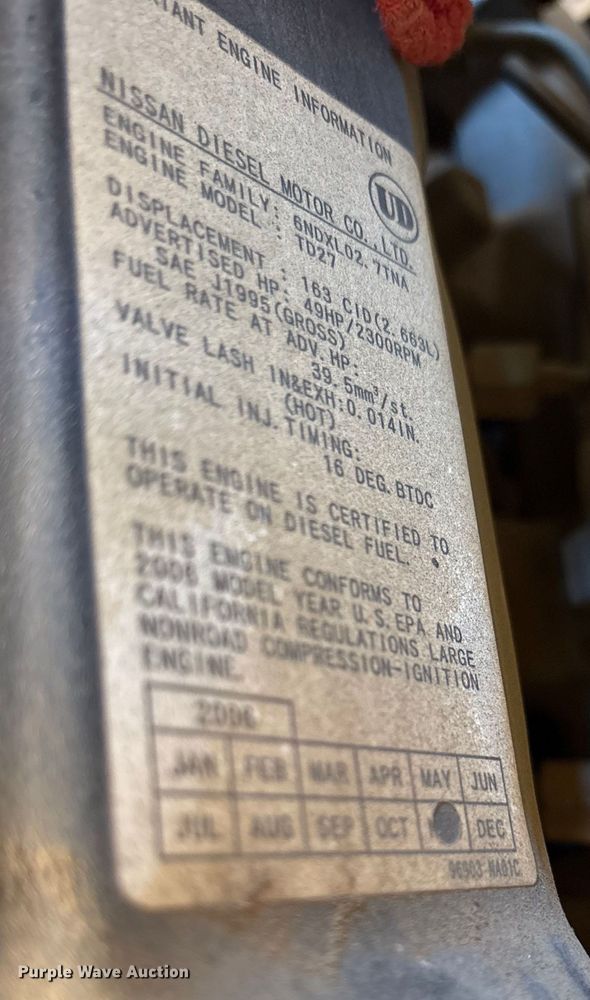 ENGINE INFORMATION
UD
NISSAN DIESEL MOTOR CO.,LTD.
ENGINE FAMILY: 6NDXL02.7TNA
ENGINE MODEL : TD27
DISPLACEMENT : 163 CID(2.663L)
ADVERTISED HP: 49HP/2300RPM
SAE J1995(GROSS)
FUEL RATE AT ADV.HP:
39.5mm³/st.
VALVE LASH IN&EXH:0.014IN.
(HOT)
INITIAL INJ.TIMING:
16 DEG.BTDC
THIS ENGINE IS CERTIFIED TO
OPERATE ON DIESEL FUEL.
THIS ENGINE CONFORMS TO
2006 MODEL YEAR U.S.EPA AND
CALIFORNIA REGULATIONS LARGE
NONROAD COMPRESSION-IGNITION
ENGINE.
2006
JAN FEB MAR APR MAY JUN
JUL AUG SEP OCT DEC
Purple Wave Auction